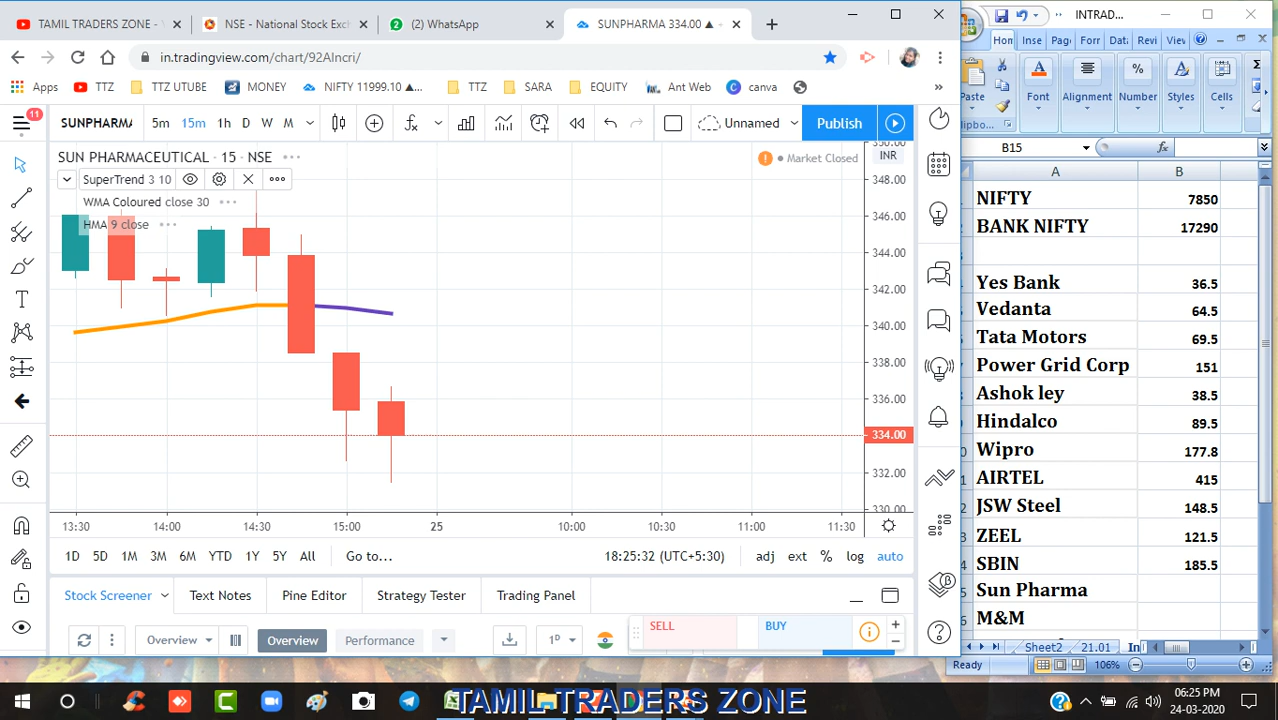 TAMIL TRADERS ZONE -
NSE - National Exch
(2) WhatsApp
SUNPHARMA 334.00 ▲
INTRAD...
in.tradingview.com/chart/92AIncri/
Hon Inse Pag Forr Dat Revi View
Apps TTZ TTZ UTUBE MONEY NIFTY 11999.10 ▲... TTZ SARA EQUITY Ant Web canva
Paste Font Alignment Number Styles Cells
SUNPHARMA 5m 15m 1h D W M Unnamed Publish
11
B15
SUN PHARMACEUTICAL · 15 · NSE
Market Closed
INR
SuperTrend 3 10
WMA Coloured close 30
HMA 9 close
350.00
348.00
346.00
344.00
342.00
340.00
338.00
336.00
334.00
332.00
330.00
13:30 14:00 14:30 15:00 25 10:00 10:30 11:00 11:30
1D 5D 1M 3M 6M YTD 1Y 5Y All Go to... 18:25:32 (UTC+5:30) adj ext % log auto
Stock Screener Text Notes Pine Editor Strategy Tester Trading Panel
Overview Overview Performance 1D SELL BUY
A B
NIFTY 7850
BANK NIFTY 17290
Yes Bank 36.5
Vedanta 64.5
Tata Motors 69.5
Power Grid Corp 151
Ashok ley 38.5
Hindalco 89.5
Wipro 177.8
AIRTEL 415
JSW Steel 148.5
ZEEL 121.5
SBIN 185.5
Sun Pharma
M&M
Sheet2 21.01 In
Ready 106%
TAMIL TRADERS ZONE
06:25 PM
24-03-2020